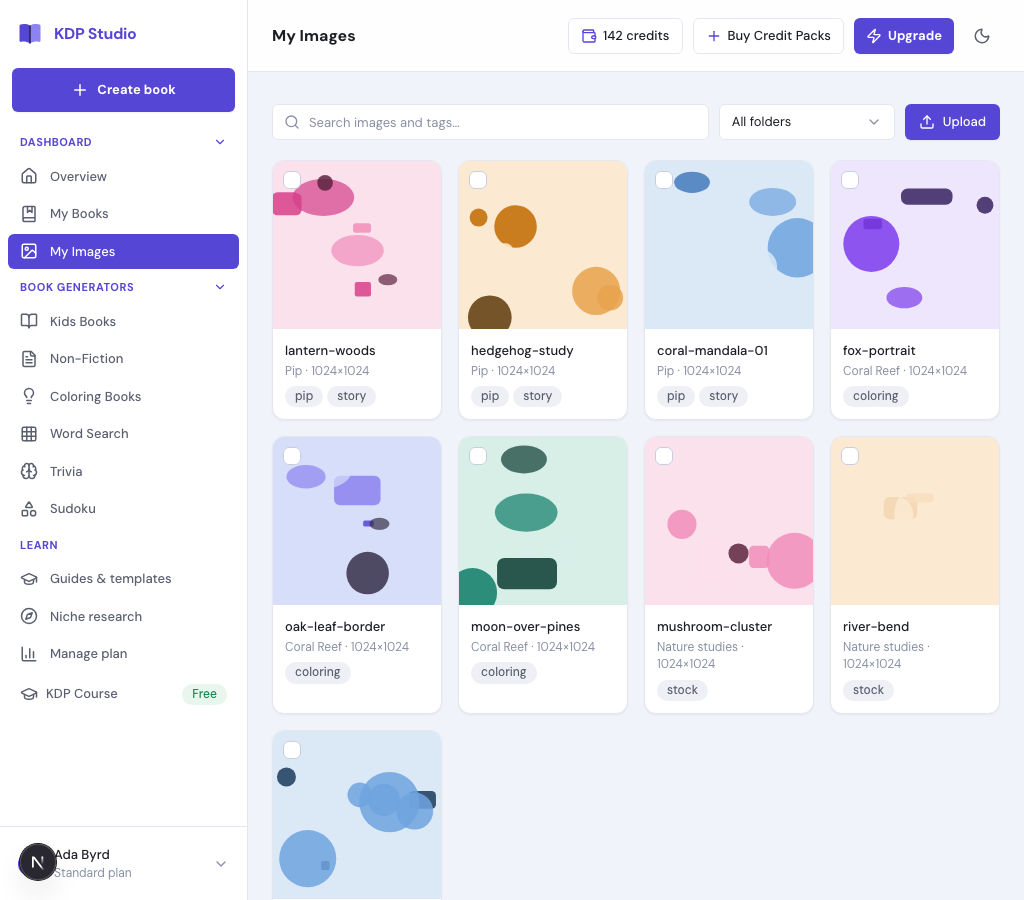 KDP Studio
My Images
142 credits
Buy Credit Packs
Upgrade
Create book
DASHBOARD
Overview
My Books
My Images
BOOK GENERATORS
Kids Books
Non-Fiction
Coloring Books
Word Search
Trivia
Sudoku
LEARN
Guides & templates
Niche research
Manage plan
KDP Course
Free
N
Ada Byrd
Standard plan
Search images and tags...
All folders
Upload
lantern-woods
Pip · 1024×1024
pip story
hedgehog-study
Pip · 1024×1024
pip story
coral-mandala-01
Pip · 1024×1024
pip story
fox-portrait
Coral Reef · 1024×1024
coloring
oak-leaf-border
Coral Reef · 1024×1024
coloring
moon-over-pines
Coral Reef · 1024×1024
coloring
mushroom-cluster
Nature studies ·
1024×1024
stock
river-bend
Nature studies ·
1024×1024
stock